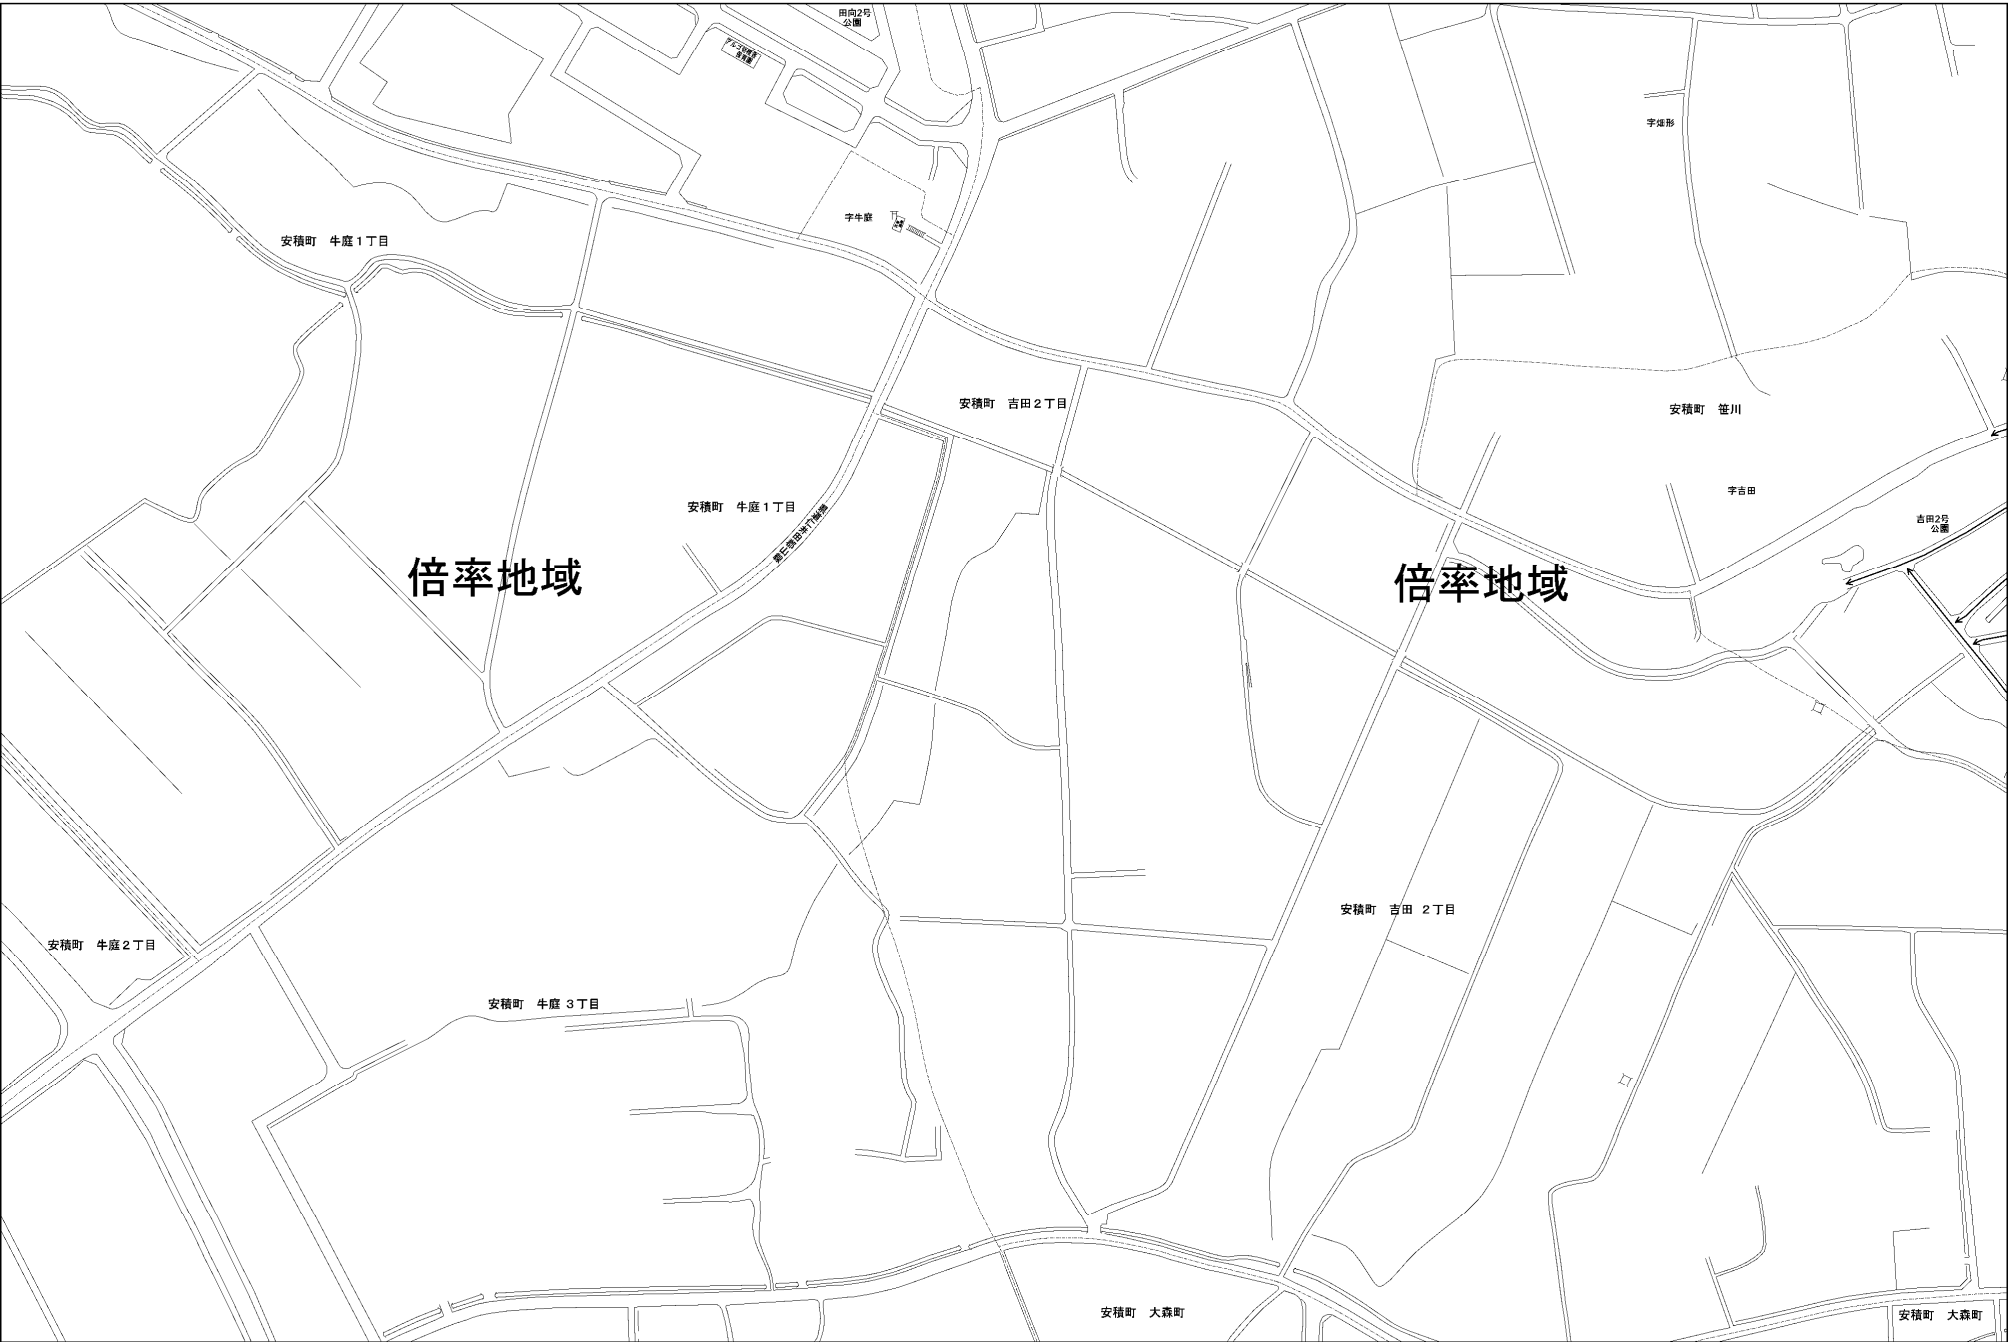 田向2号
公園
字畑形
字牛庭
安積町　牛庭１丁目
安積町　吉田２丁目
安積町　笹川
字吉田
安積町　牛庭１丁目
吉田2号
公園
倍率地域
倍率地域
安積町　吉田　２丁目
安積町　牛庭２丁目
安積町　牛庭 ３丁目
安積町　大森町
安積町　大森町